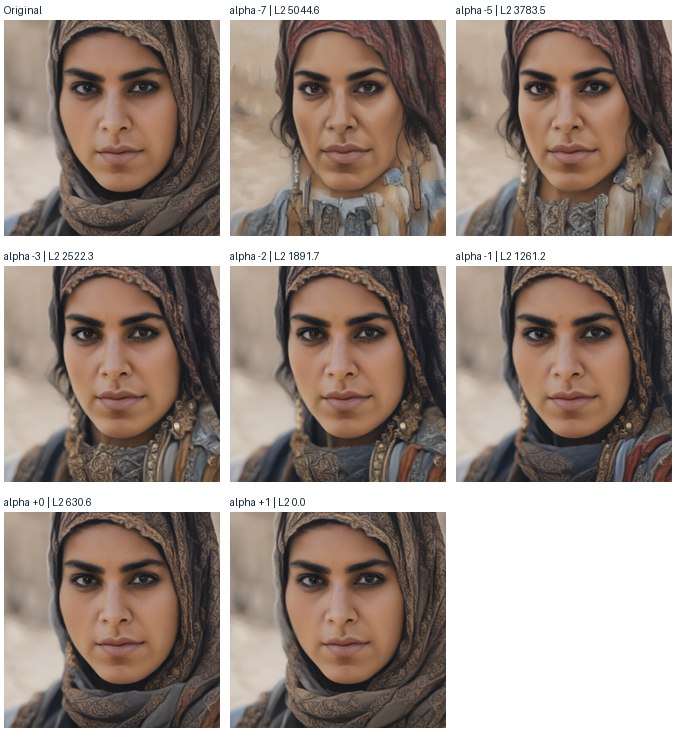 Original
alpha -7 | L2 5044.6
alpha -5 | L2 3783.5
alpha -3 | L2 2522.3
alpha -2 | L2 1891.7
alpha -1 | L2 1261.2
alpha +0 | L2 630.6
alpha +1 | L2 0.0